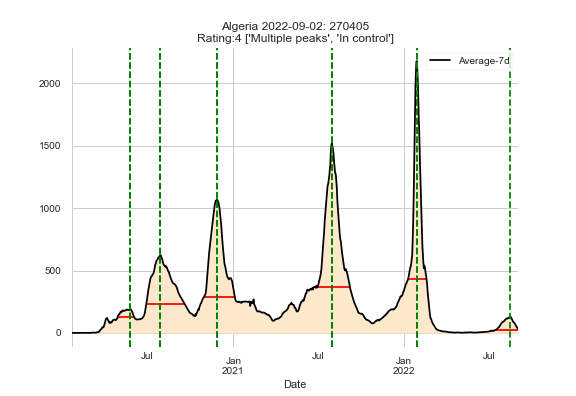 Algeria 2022-09-02: 270405
Rating:4 ['Multiple peaks', 'In control']
Average-7d
2000
1500
1000
500
0
Jul
Jan
2021
Jul
Jan
2022
Jul
Date